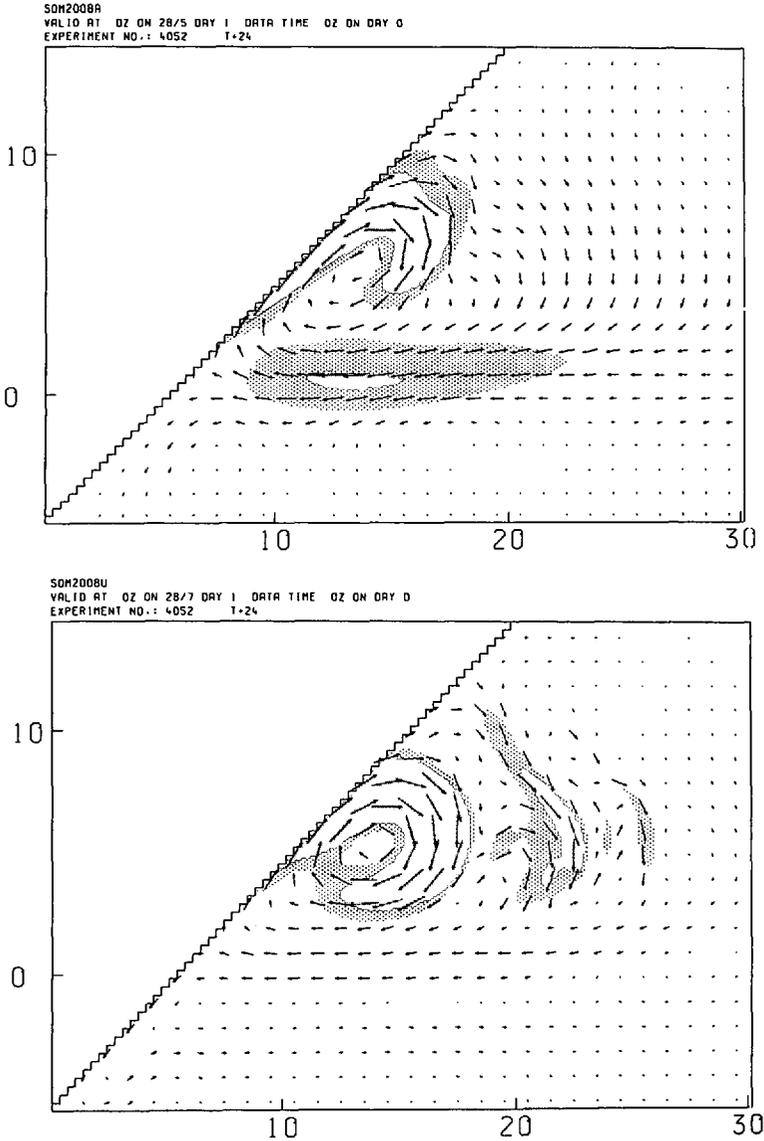 SOM2008A
VALID AT 0Z ON 28/5 DAY 1 DATA TIME 0Z ON DAY 0
EXPERIMENT NO.: 4052 T+24
10
0
10 20 30
SOM2008U
VALID AT 0Z ON 28/7 DAY 1 DATA TIME 0Z ON DAY 0
EXPERIMENT NO.: 4052 T+24
10
0
10 20 30